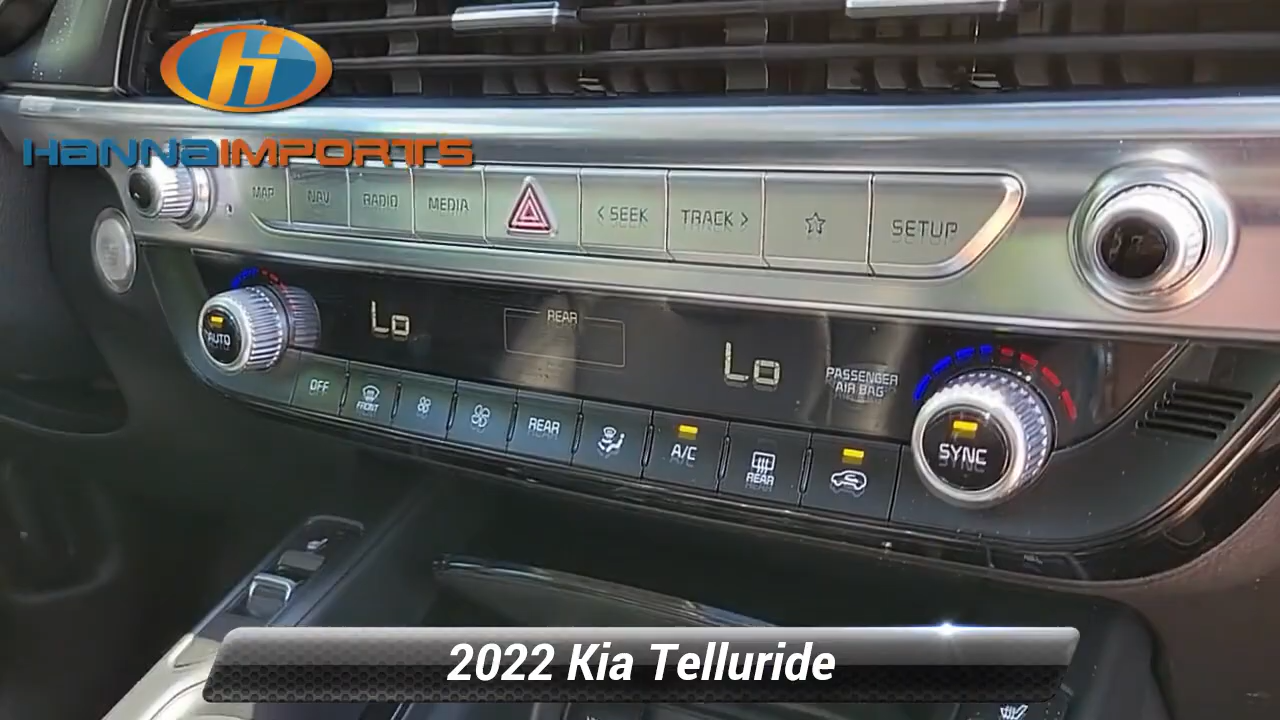 H
HANNAIMPORTS
MAP NAV RADIO MEDIA < SEEK TRACK > SETUP
AUTO Lo REAR Lo PASSENGER
AIR BAG
OFF FRONT REAR A/C REAR SYNC
2022 Kia Telluride